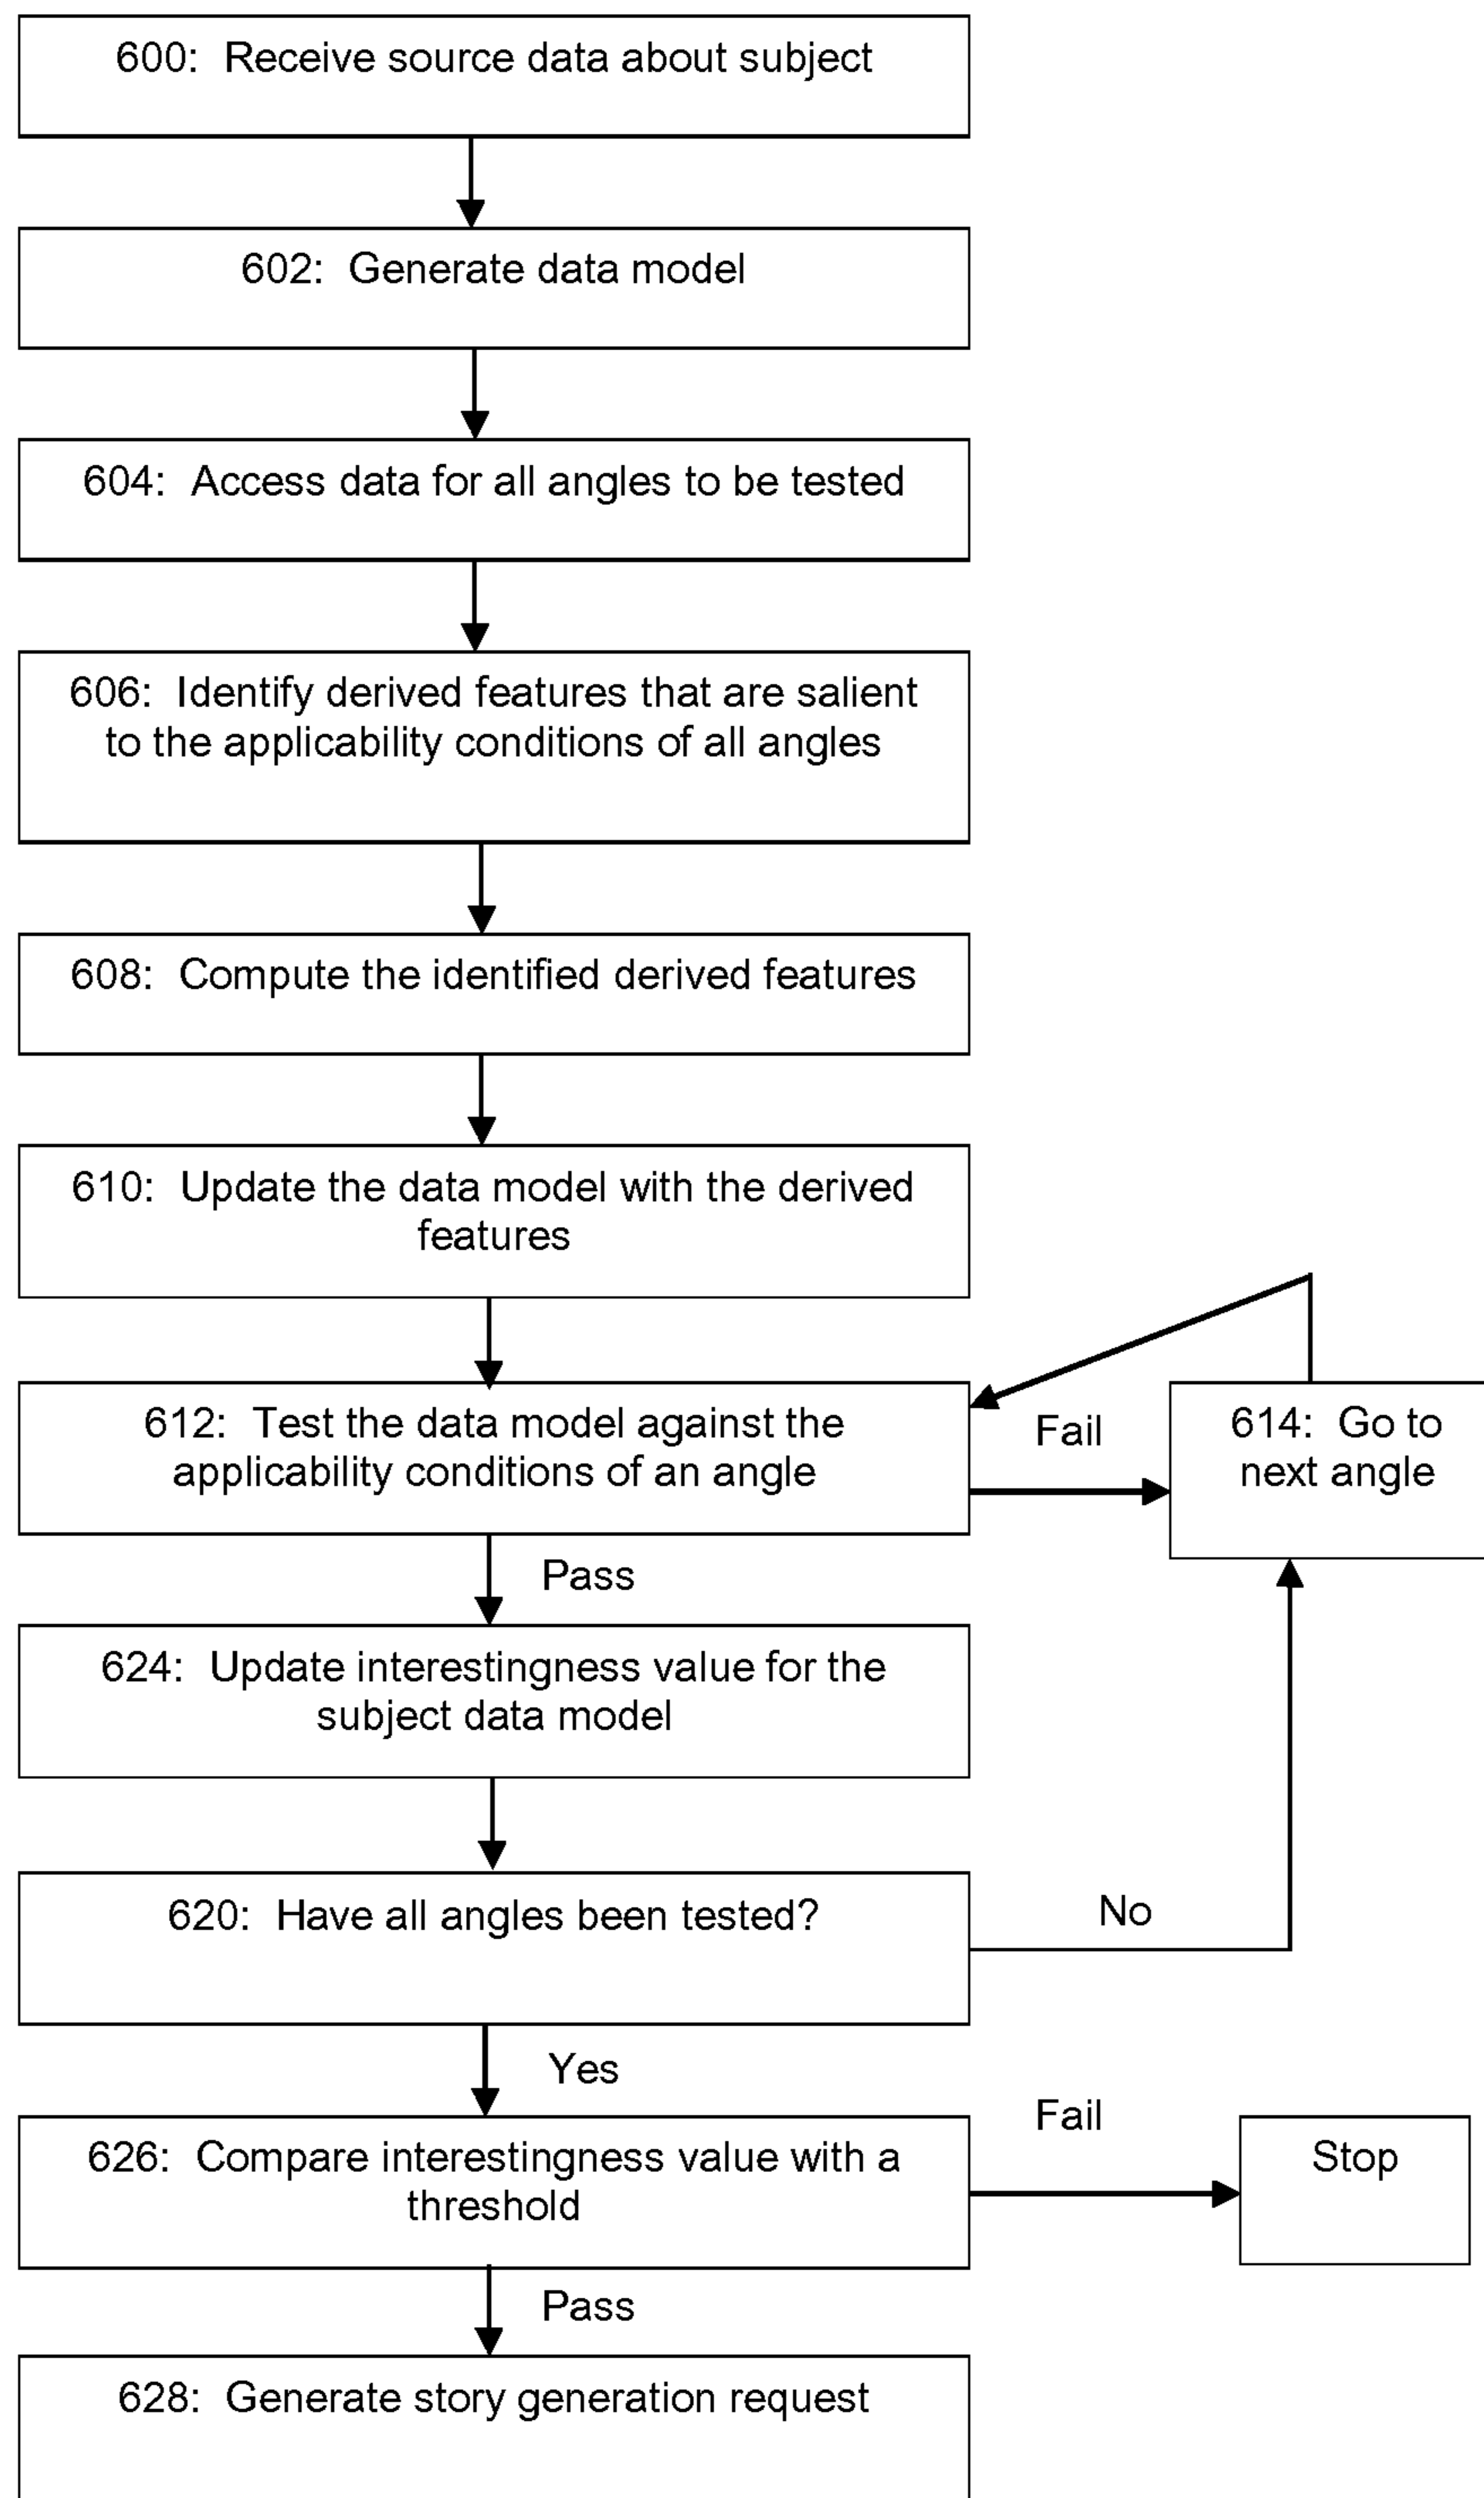 600: Receive source data about subject
602: Generate data model
604: Access data for all angles to be tested
606: Identify derived features that are salient
to the applicability conditions of all angles
608: Compute the identified derived features
610: Update the data model with the derived
features
612: Test the data model against the
applicability conditions of an angle
Fail
614: Go to
next angle
Pass
624: Update interestingness value for the
subject data model
620: Have all angles been tested?
No
Yes
626: Compare interestingness value with a
threshold
Fail
Stop
Pass
628: Generate story generation request